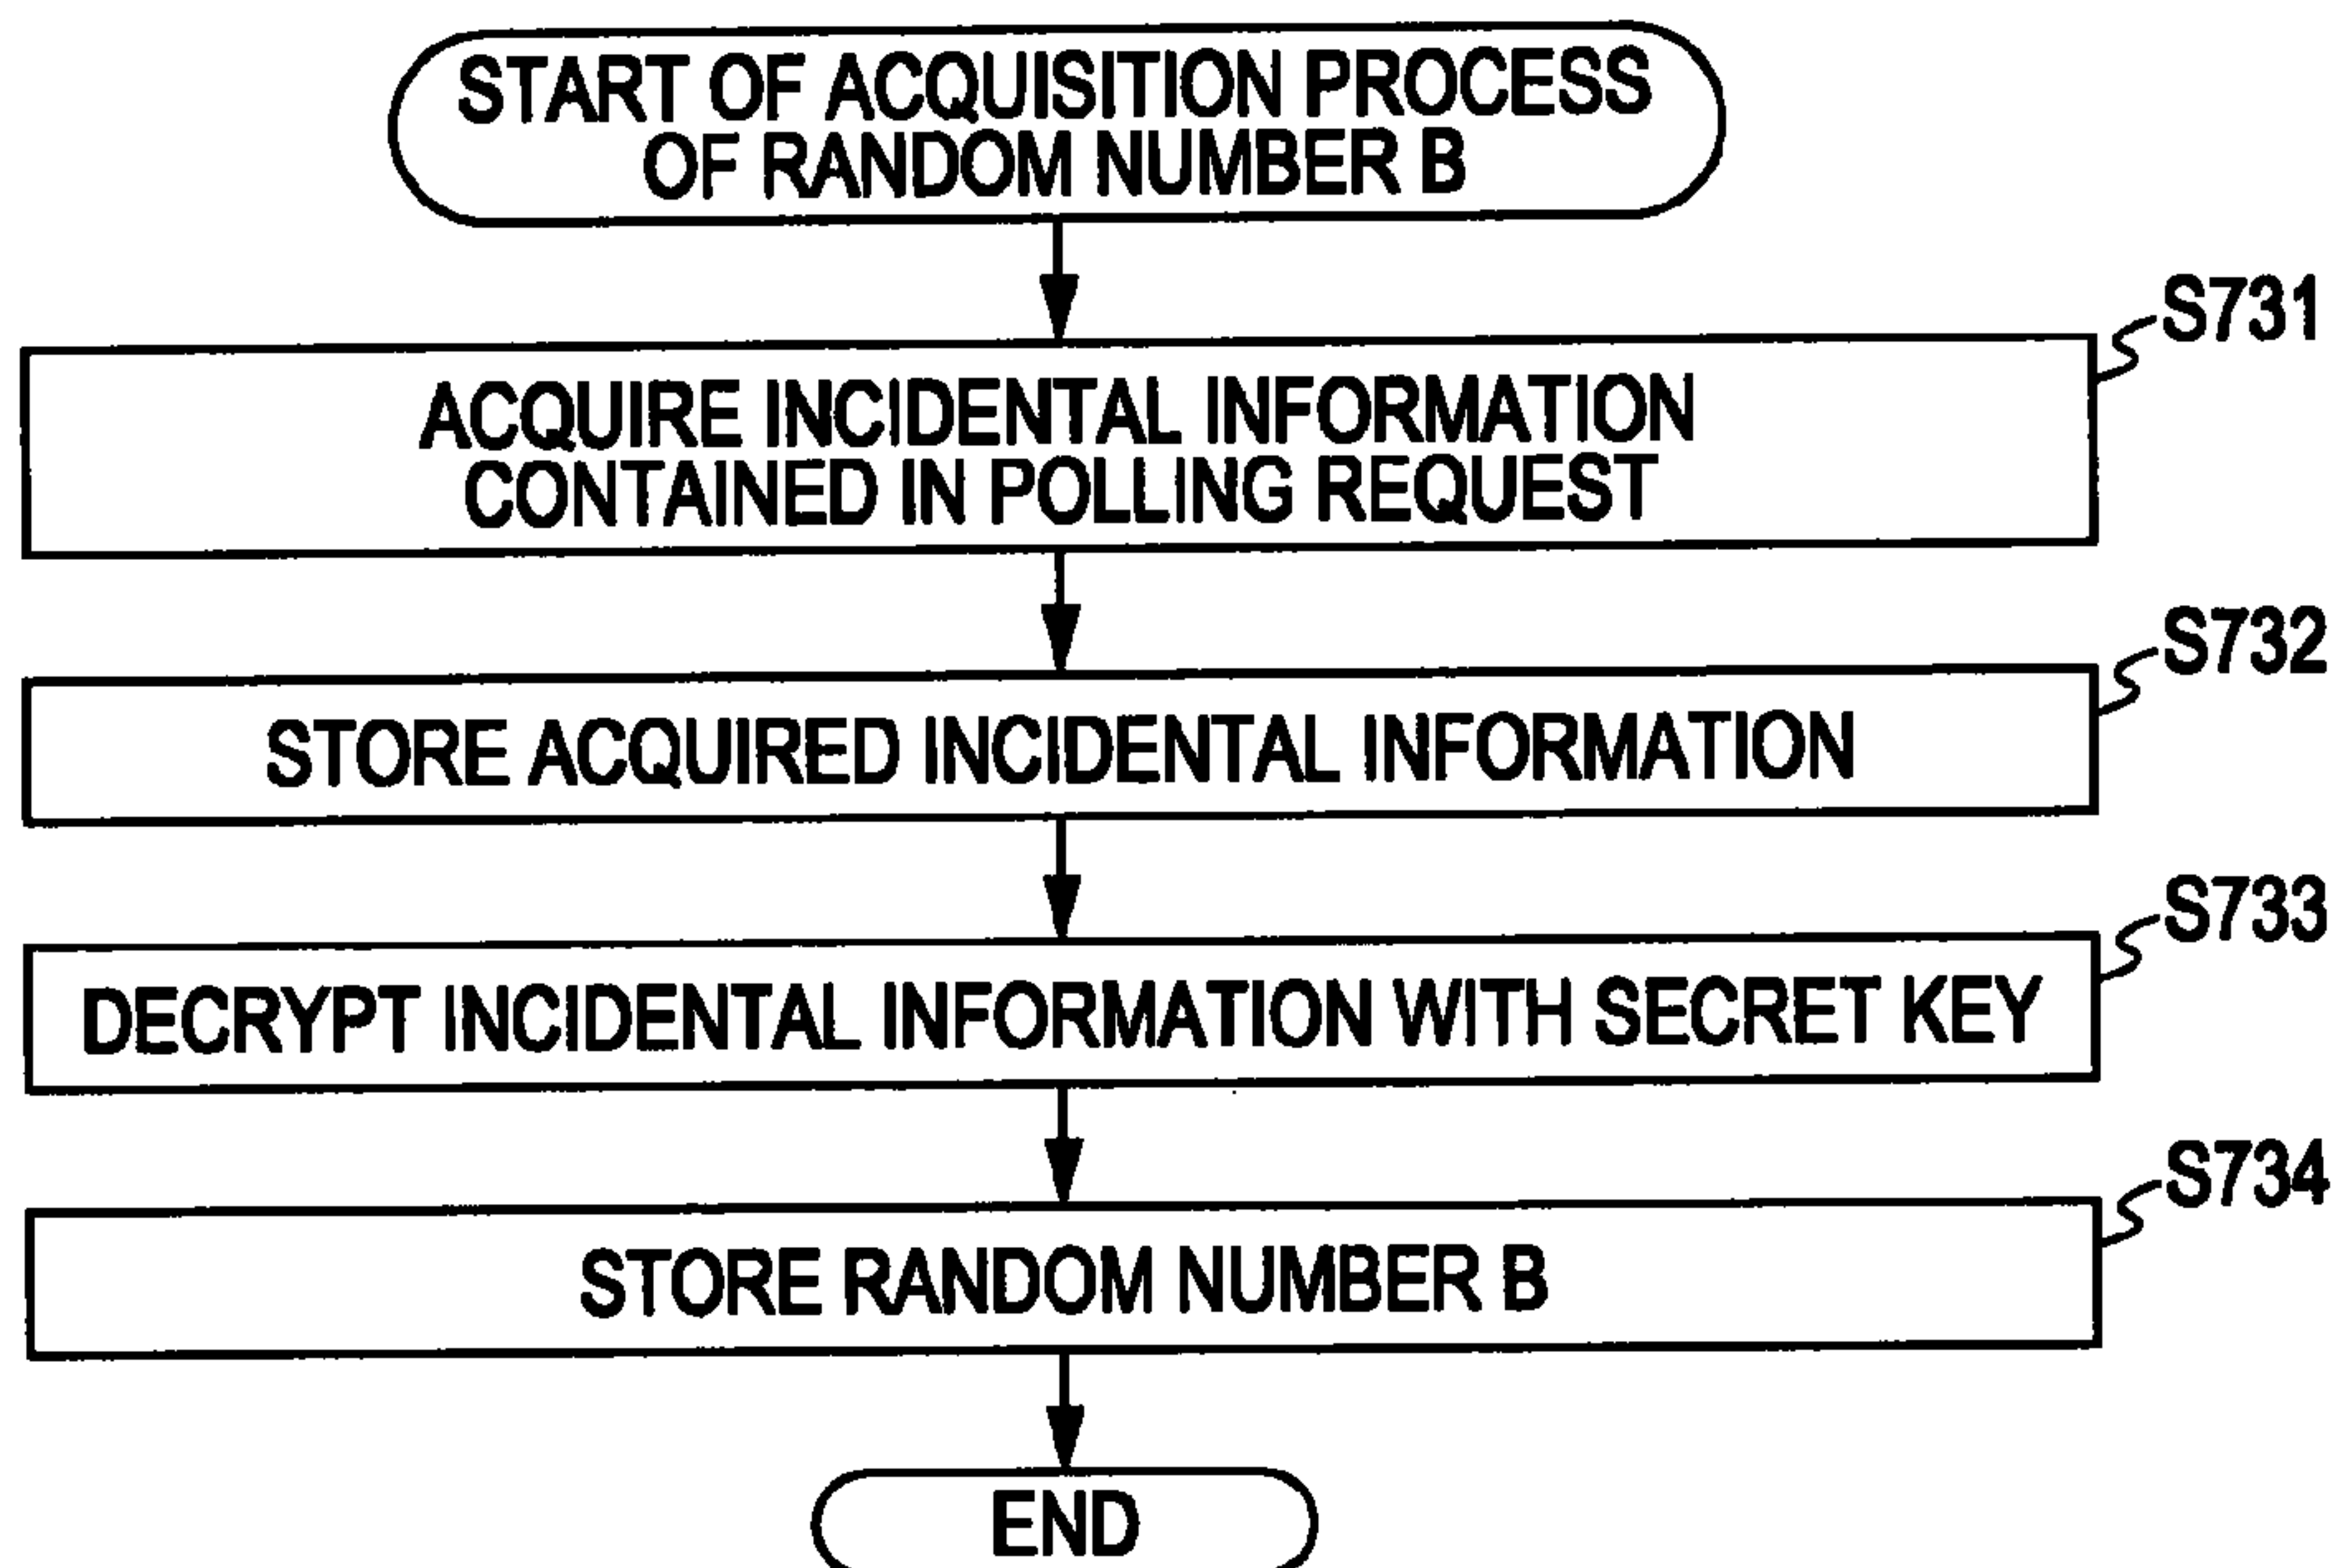 START OF ACQUISITION PROCESS
OF RANDOM NUMBER B
S731
ACQUIRE INCIDENTAL INFORMATION
CONTAINED IN POLLING REQUEST
S732
STORE ACQUIRED INCIDENTAL INFORMATION
S733
DECRYPT INCIDENTAL INFORMATION WITH SECRET KEY
S734
STORE RANDOM NUMBER B
END